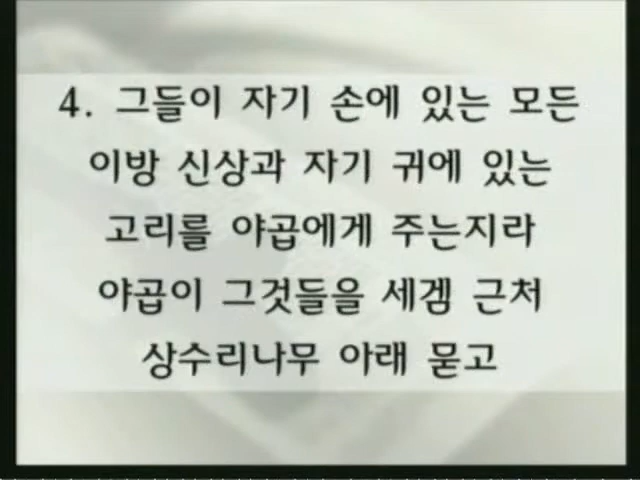 4. 그들이 자기 손에 있는 모든
이방 신상과 자기 귀에 있는
고리를 야곱에게 주는지라
야곱이 그것들을 세겜 근처
상수리나무 아래 묻고